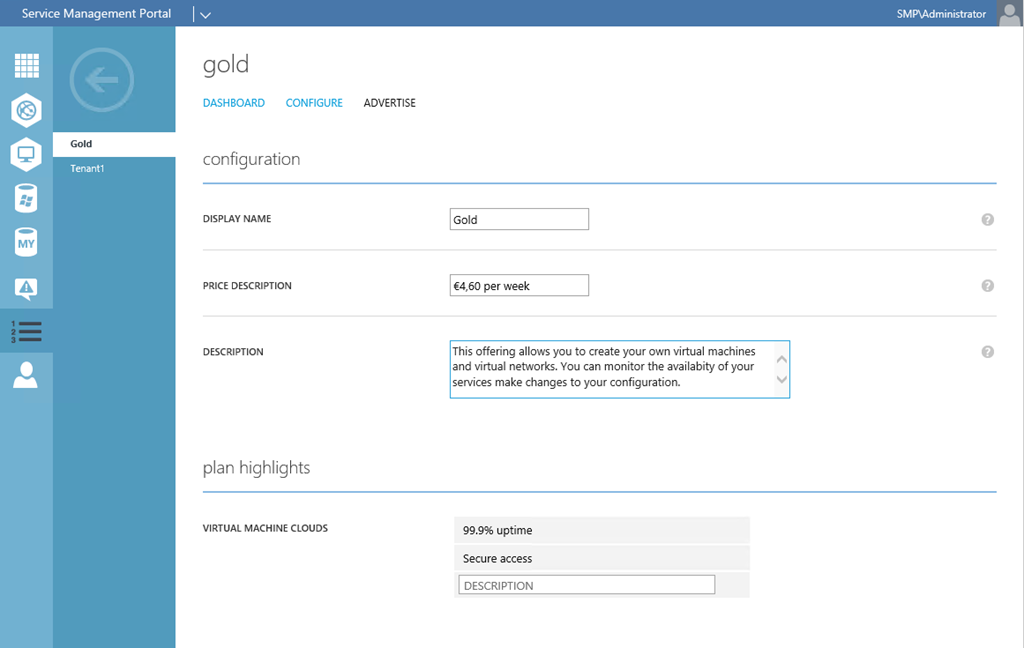 Service Management Portal
SMP\Administrator
Gold
Tenant1
MY
1
2
3
gold
DASHBOARD CONFIGURE ADVERTISE
configuration
DISPLAY NAME
Gold
?
PRICE DESCRIPTION
€4,60 per week
?
DESCRIPTION
This offering allows you to create your own virtual machines
and virtual networks. You can monitor the availabity of your
services make changes to your configuration.
?
plan highlights
VIRTUAL MACHINE CLOUDS
99.9% uptime
Secure access
DESCRIPTION